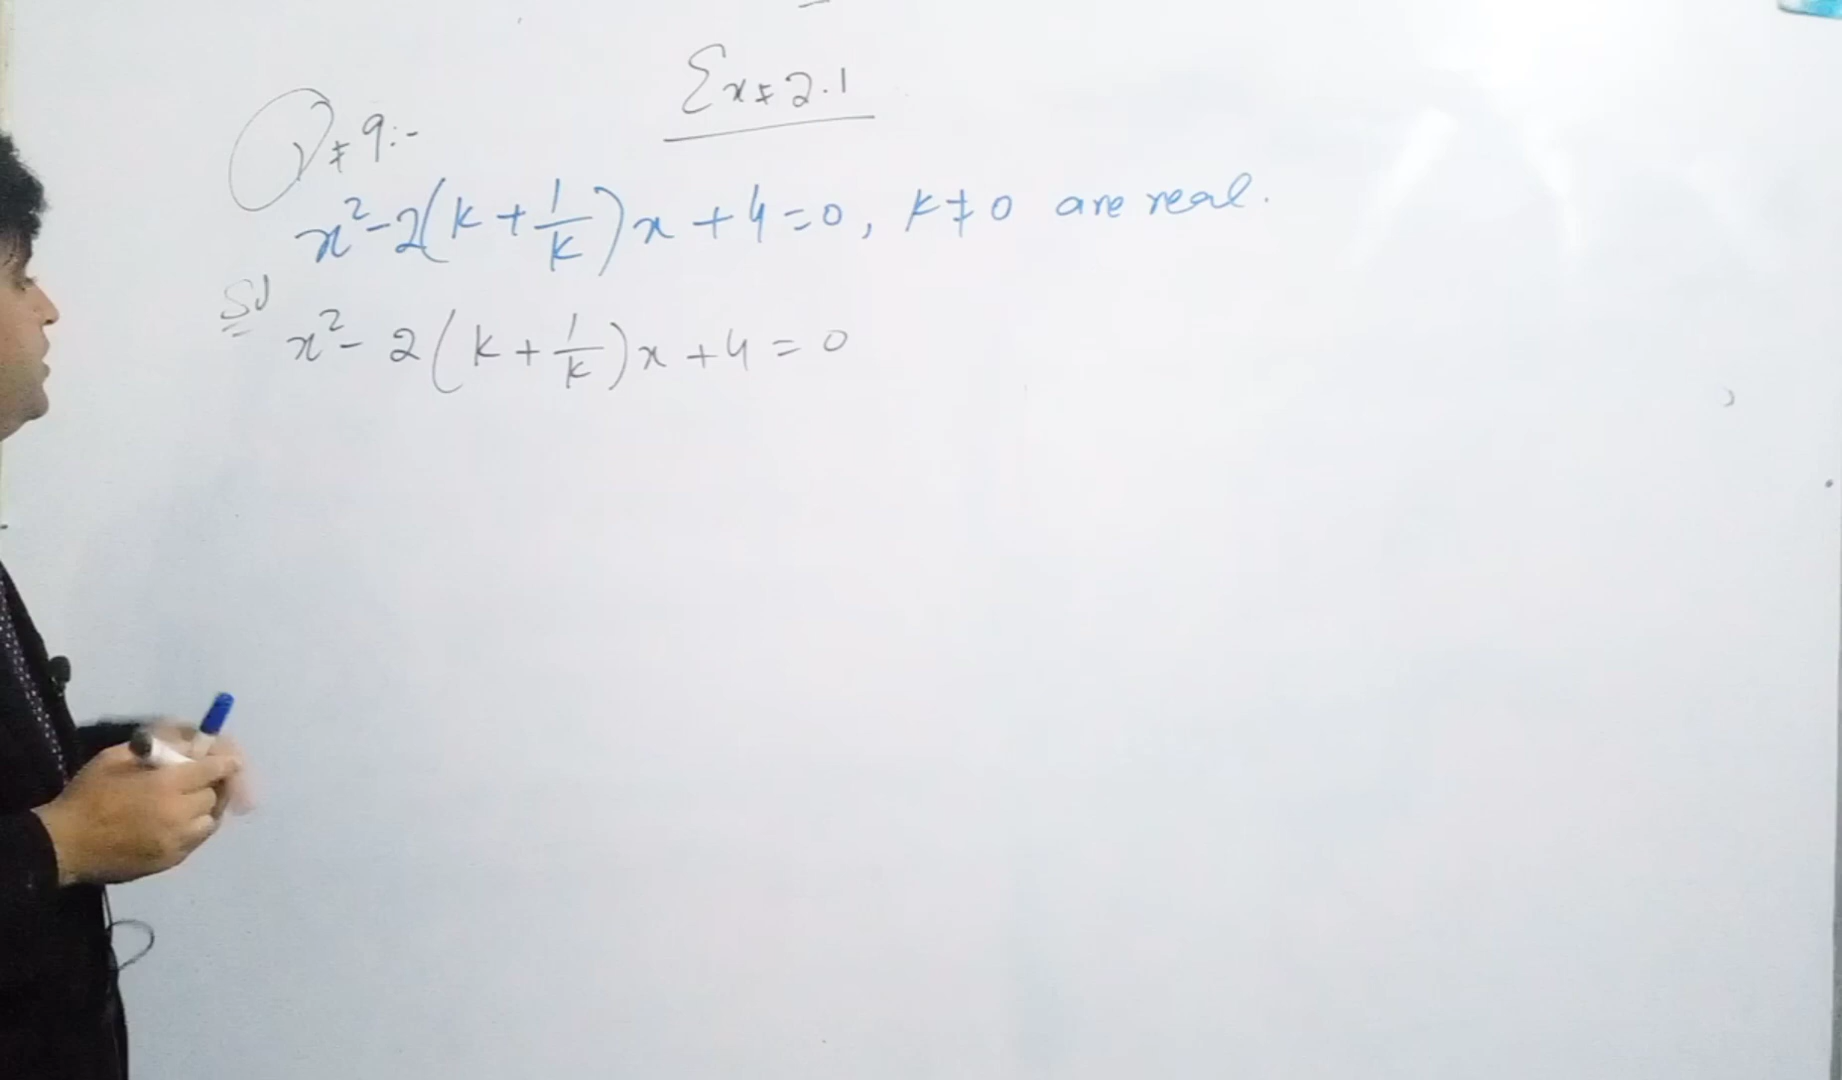 Ex # 2.1
Q # 9:-
x² - 2(k + 1/k)x + 4 = 0, k ≠ 0 are real.
Sol
x² - 2(k + 1/k)x + 4 = 0